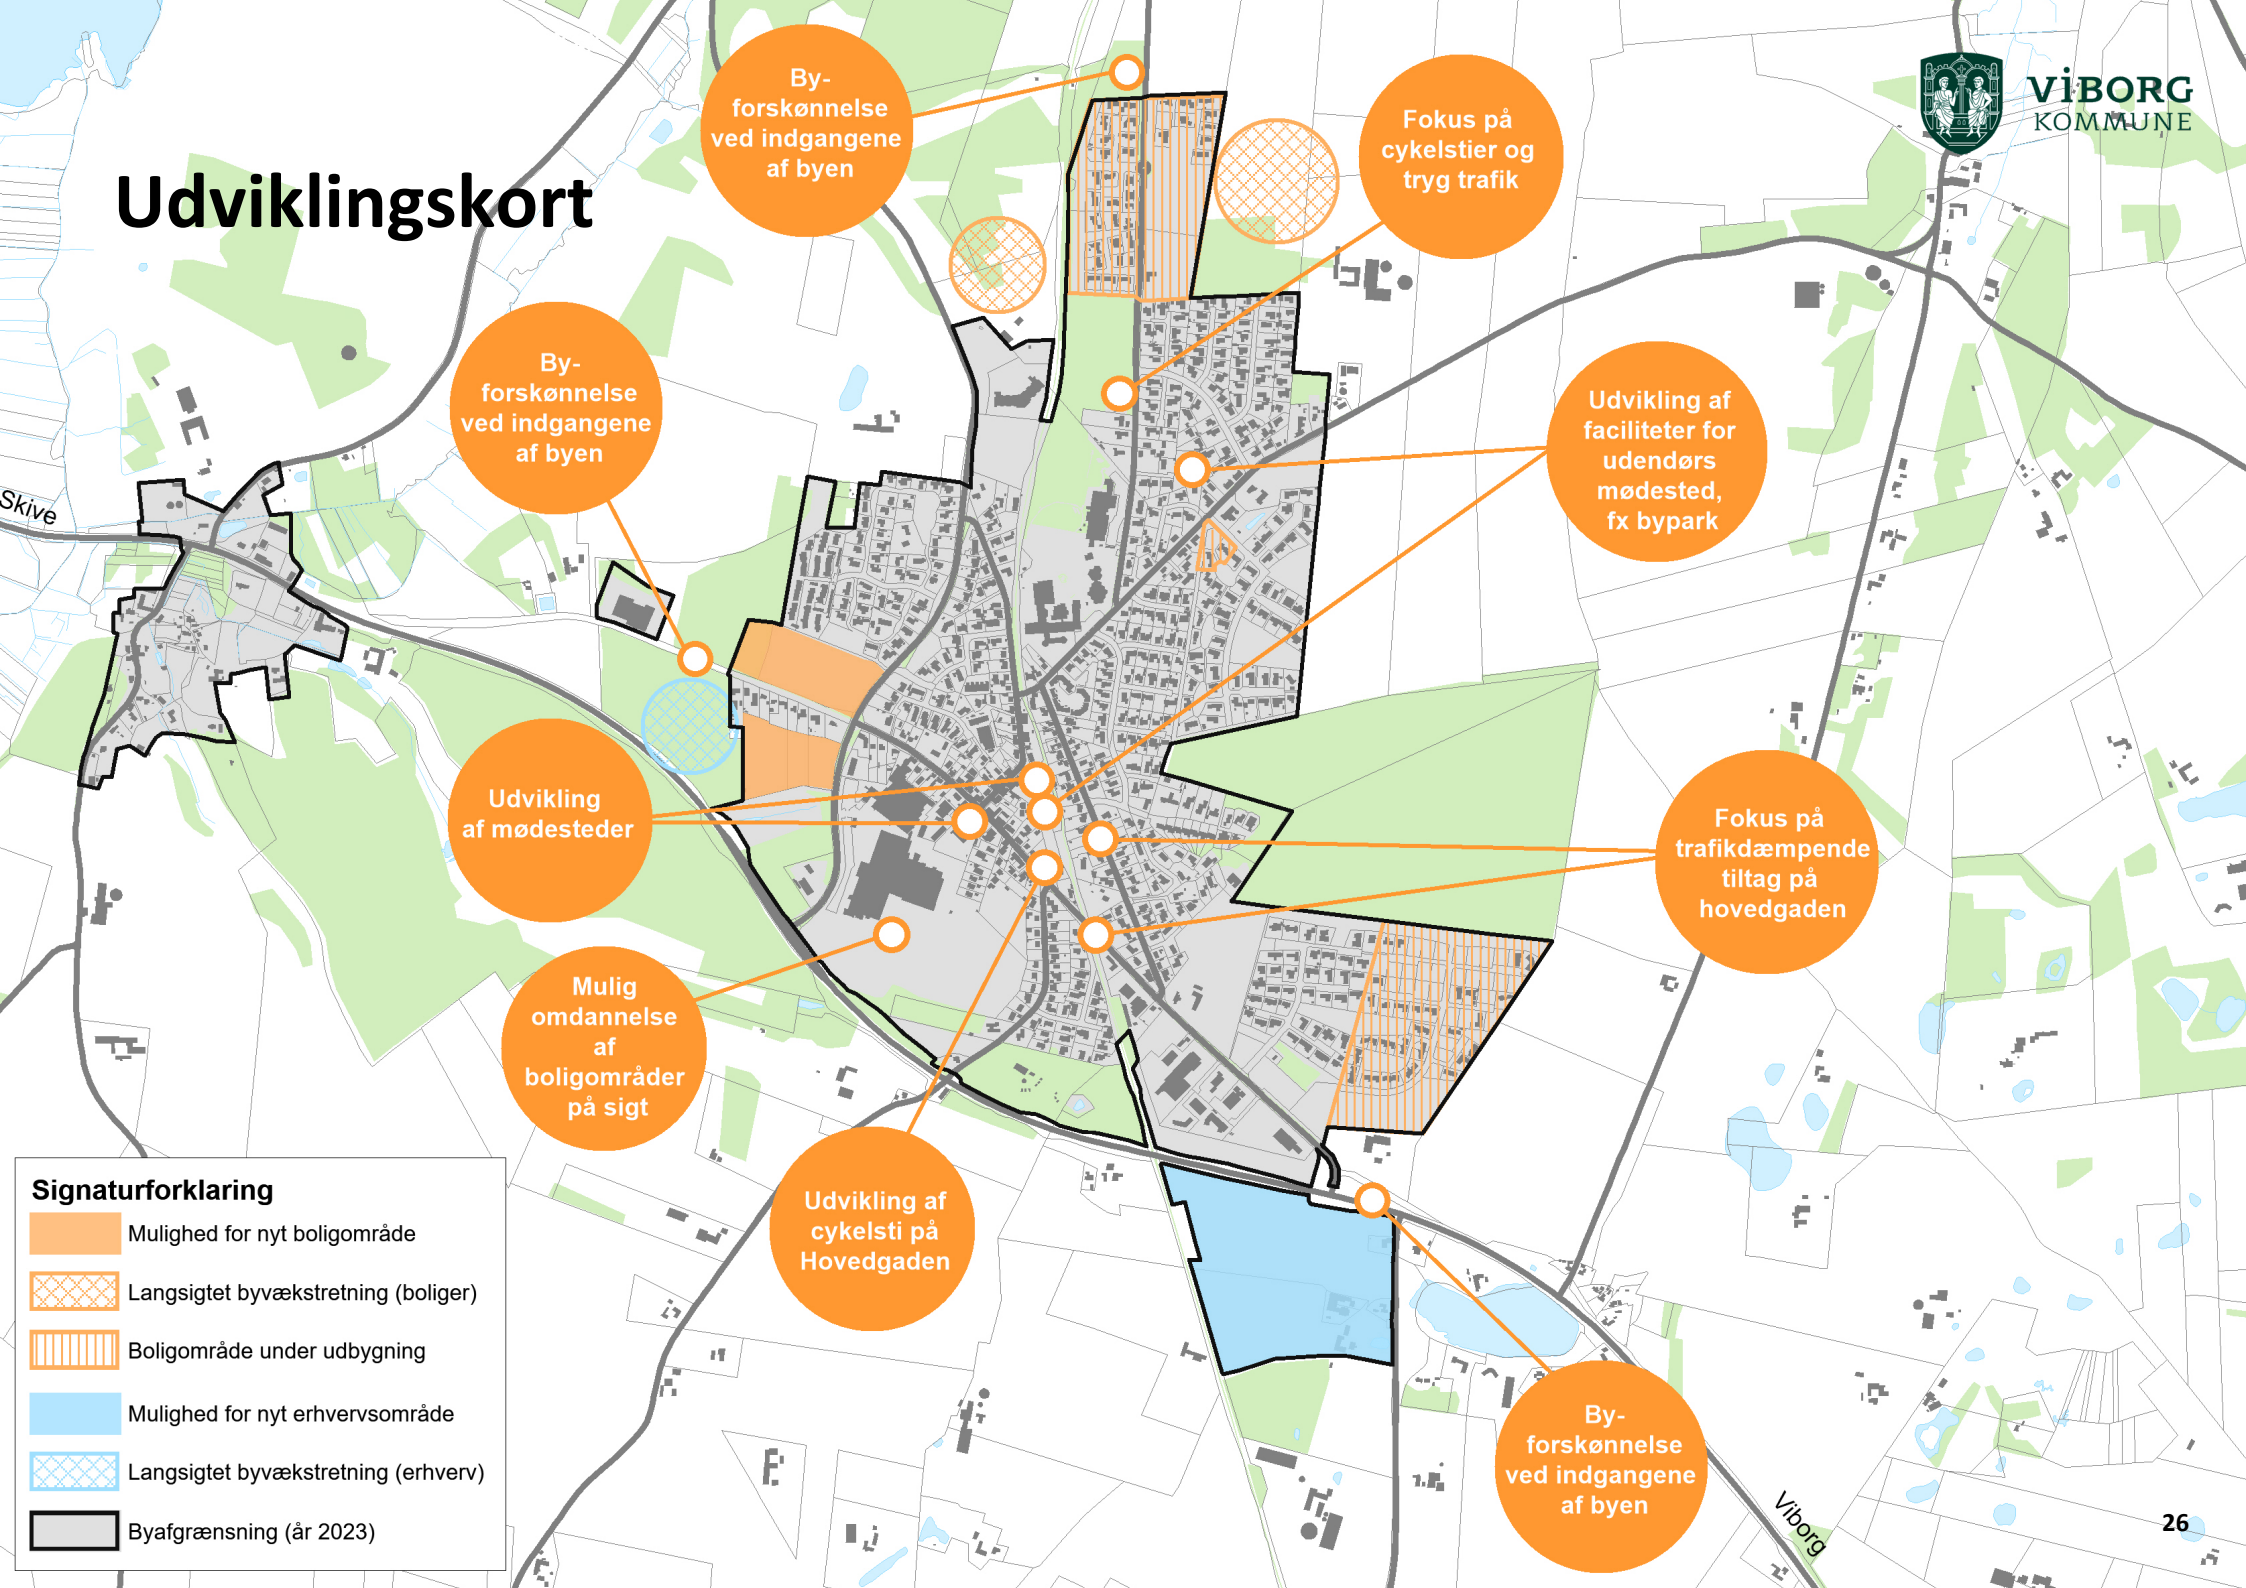 Udviklingskort
VIBORG
KOMMUNE
By-
forskønnelse
ved indgangene
af byen
Fokus på
cykelstier og
tryg trafik
By-
forskønnelse
ved indgangene
af byen
Udvikling af
faciliteter for
udendørs
mødested,
fx bypark
Skive
Udvikling
af mødesteder
Fokus på
trafikdæmpende
tiltag på
hovedgaden
Mulig
omdannelse
af
boligområder
på sigt
Udvikling af
cykelsti på
Hovedgaden
By-
forskønnelse
ved indgangene
af byen
Viborg
Signaturforklaring
Mulighed for nyt boligområde
Langsigtet byvækstretning (boliger)
Boligområde under udbygning
Mulighed for nyt erhvervsområde
Langsigtet byvækstretning (erhverv)
Byafgrænsning (år 2023)
26